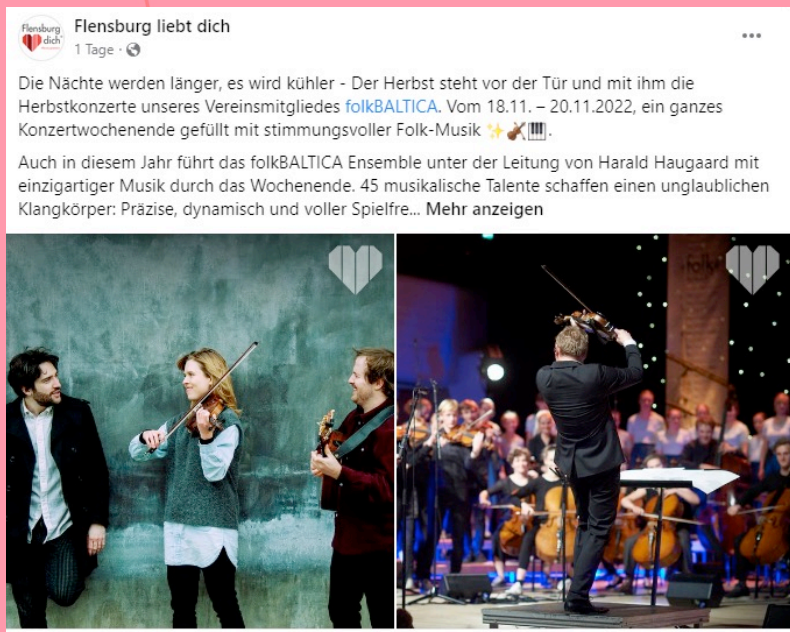 Flensburg
dich
Flensburg liebt dich
1 Tage ·
Die Nächte werden länger, es wird kühler - Der Herbst steht vor der Tür und mit ihm die
Herbstkonzerte unseres Vereinsmitgliedes folkBALTICA. Vom 18.11. – 20.11.2022, ein ganzes
Konzertwochenende gefüllt mit stimmungsvoller Folk-Musik ✨🎻🎹.
Auch in diesem Jahr führt das folkBALTICA Ensemble unter der Leitung von Harald Haugaard mit
einzigartiger Musik durch das Wochenende. 45 musikalische Talente schaffen einen unglaublichen
Klangkörper: Präzise, dynamisch und voller Spielfre... Mehr anzeigen
folk